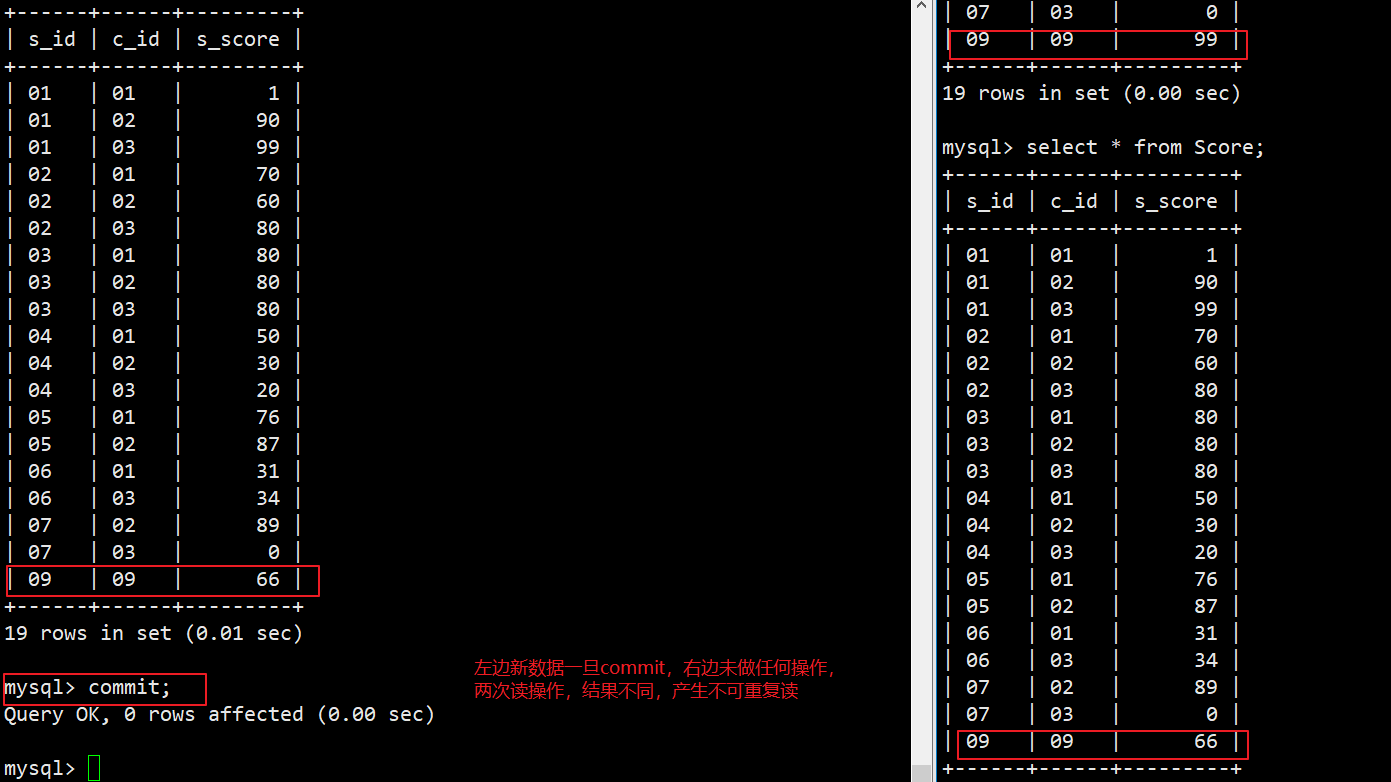 +------+------+---------+
| s_id | c_id | s_score |
+------+------+---------+
| 01 | 01 | 1 |
| 01 | 02 | 90 |
| 01 | 03 | 99 |
| 02 | 01 | 70 |
| 02 | 02 | 60 |
| 02 | 03 | 80 |
| 03 | 01 | 80 |
| 03 | 02 | 80 |
| 03 | 03 | 80 |
| 04 | 01 | 50 |
| 04 | 02 | 30 |
| 04 | 03 | 20 |
| 05 | 01 | 76 |
| 05 | 02 | 87 |
| 06 | 01 | 31 |
| 06 | 03 | 34 |
| 07 | 02 | 89 |
| 07 | 03 | 0 |
| 09 | 09 | 66 |
+------+------+---------+
19 rows in set (0.01 sec)
mysql> commit;
Query OK, 0 rows affected (0.00 sec)
mysql>
左边新数据一旦commit，右边未做任何操作，
两次读操作，结果不同，产生不可重复读
| 07 | 03 | 0 |
| 09 | 09 | 99 |
+------+------+---------+
19 rows in set (0.00 sec)
mysql> select * from Score;
+------+------+---------+
| s_id | c_id | s_score |
+------+------+---------+
| 01 | 01 | 1 |
| 01 | 02 | 90 |
| 01 | 03 | 99 |
| 02 | 01 | 70 |
| 02 | 02 | 60 |
| 02 | 03 | 80 |
| 03 | 01 | 80 |
| 03 | 02 | 80 |
| 03 | 03 | 80 |
| 04 | 01 | 50 |
| 04 | 02 | 30 |
| 04 | 03 | 20 |
| 05 | 01 | 76 |
| 05 | 02 | 87 |
| 06 | 01 | 31 |
| 06 | 03 | 34 |
| 07 | 02 | 89 |
| 07 | 03 | 0 |
| 09 | 09 | 66 |
+------+------+---------+